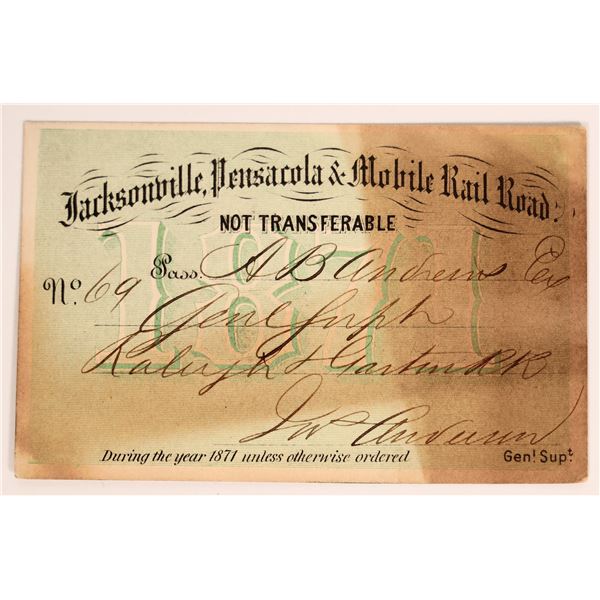 Jacksonville, Pensacola & Mobile Rail Road.
NOT TRANSFERABLE
1871
No. 69 Pass. A B Andrews Esq
Genl Supt
Raleigh & Gaston RR
Anderson
During the year 1871 unless otherwise ordered Genl. Supt.